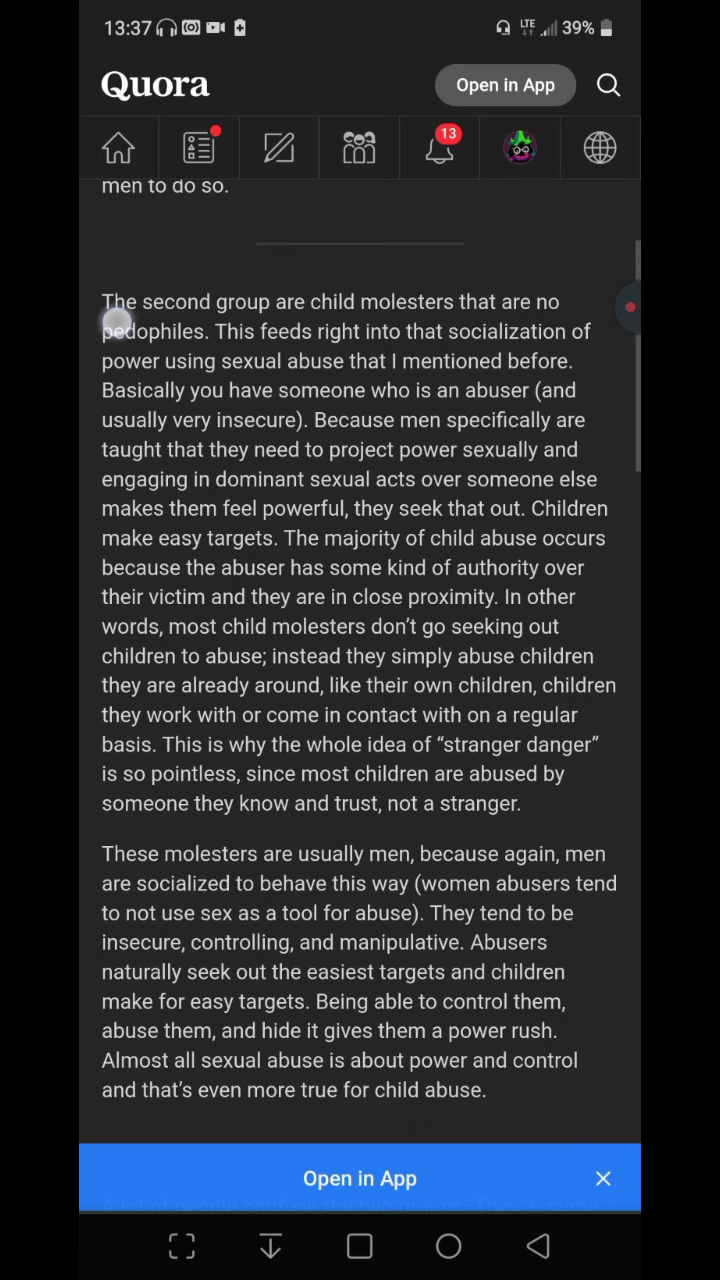 13:37
LTE
39%
Quora
Open in App
13
men to do so.
The second group are child molesters that are no
pedophiles. This feeds right into that socialization of
power using sexual abuse that I mentioned before.
Basically you have someone who is an abuser (and
usually very insecure). Because men specifically are
taught that they need to project power sexually and
engaging in dominant sexual acts over someone else
makes them feel powerful, they seek that out. Children
make easy targets. The majority of child abuse occurs
because the abuser has some kind of authority over
their victim and they are in close proximity. In other
words, most child molesters don’t go seeking out
children to abuse; instead they simply abuse children
they are already around, like their own children, children
they work with or come in contact with on a regular
basis. This is why the whole idea of “stranger danger”
is so pointless, since most children are abused by
someone they know and trust, not a stranger.
These molesters are usually men, because again, men
are socialized to behave this way (women abusers tend
to not use sex as a tool for abuse). They tend to be
insecure, controlling, and manipulative. Abusers
naturally seek out the easiest targets and children
make for easy targets. Being able to control them,
abuse them, and hide it gives them a power rush.
Almost all sexual abuse is about power and control
and that’s even more true for child abuse.
Open in App
A lot of people confuse the two groups. They assume